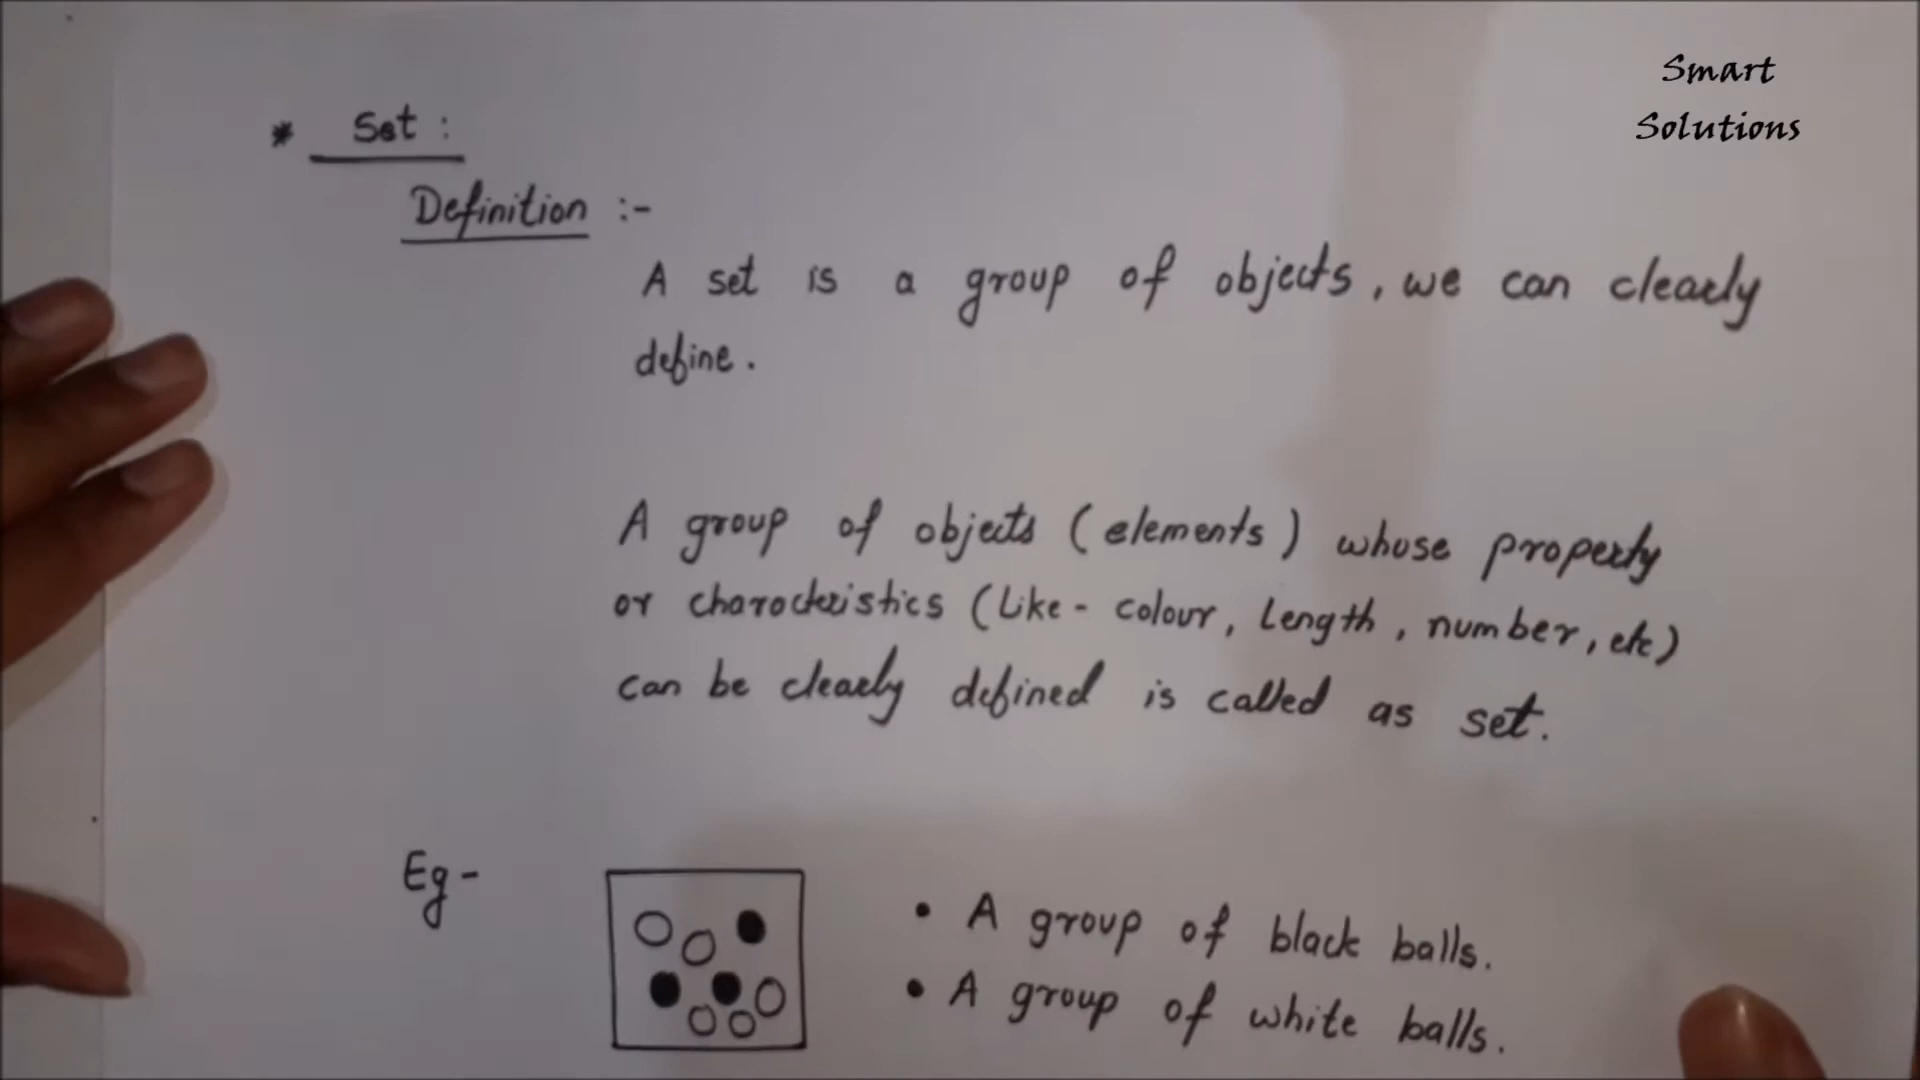 Smart
Solutions
* Set :
Definition :-
A set is a group of objects, we can clearly
define.
A group of objects (elements) whose property
or charocteristics (Like - colour, Length, number, etc)
can be clearly defined is called as set.
Eg -
• A group of black balls.
• A group of white balls.